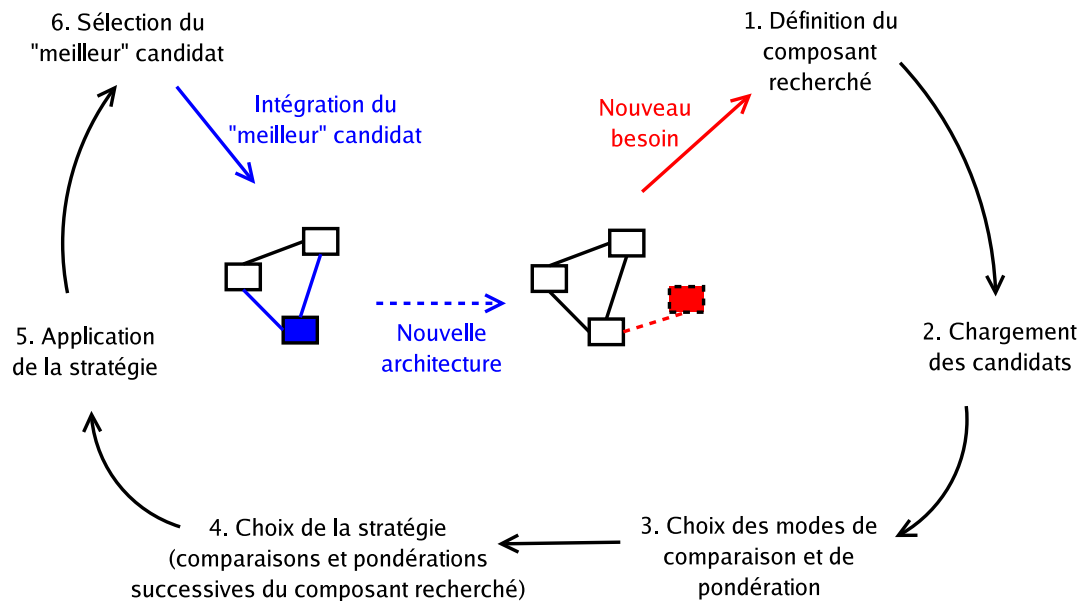 6. Sélection du
"meilleur" candidat
1. Définition du
composant
recherché
Intégration du
"meilleur" candidat
Nouveau
besoin
5. Application
de la stratégie
Nouvelle
architecture
2. Chargement
des candidats
4. Choix de la stratégie
(comparaisons et pondérations
successives du composant recherché)
3. Choix des modes de
comparaison et de
pondération